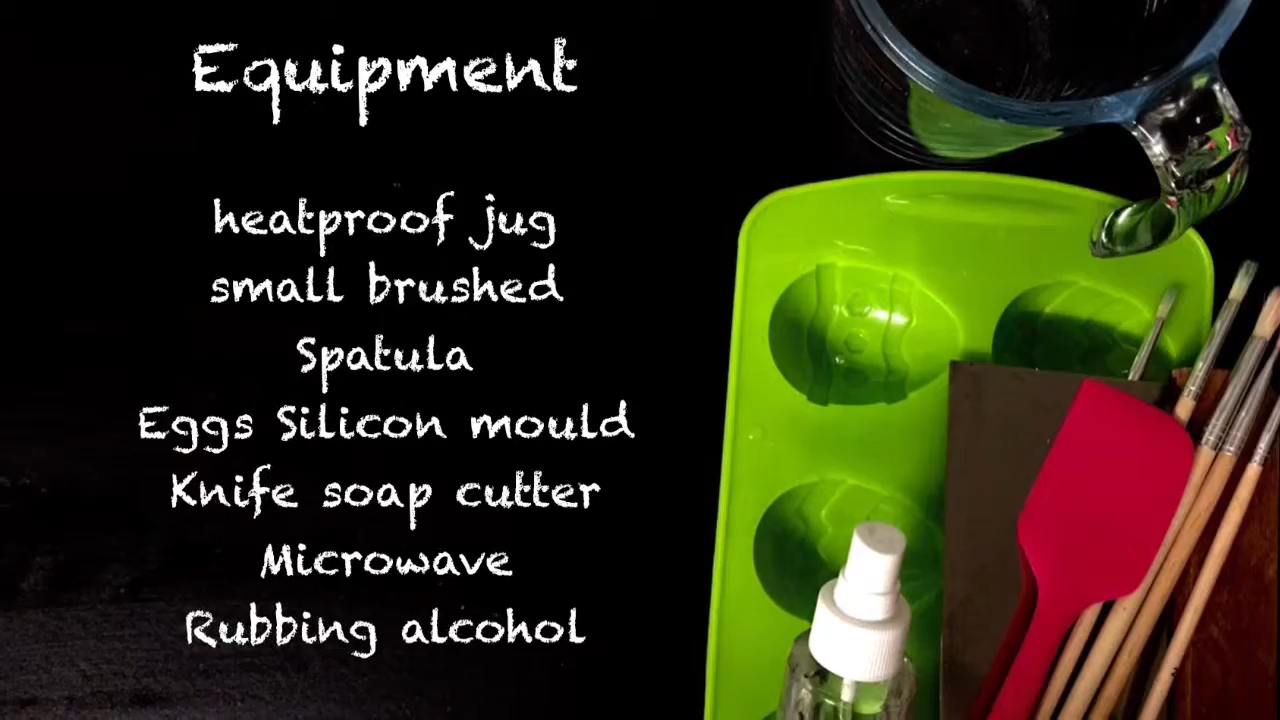 Equipment
heatproof jug
small brushed
Spatula
Eggs Silicon mould
Knife soap cutter
Microwave
Rubbing alcohol